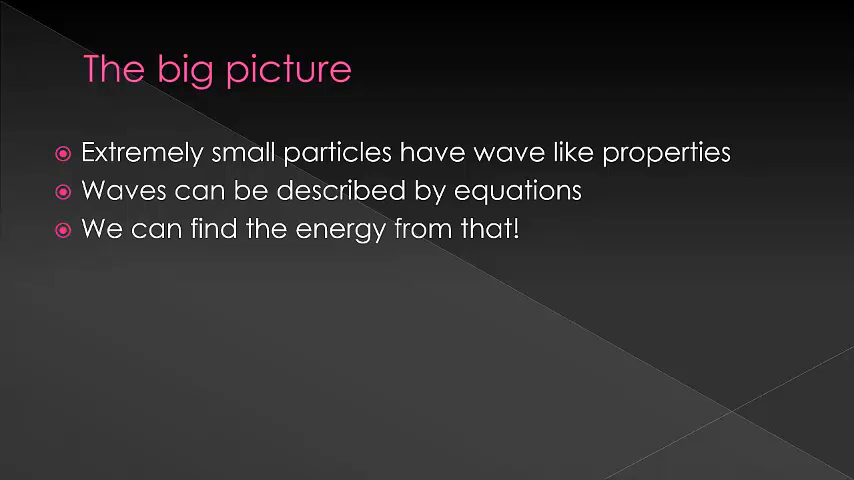 The big picture
Extremely small particles have wave like properties
Waves can be described by equations
We can find the energy from that!